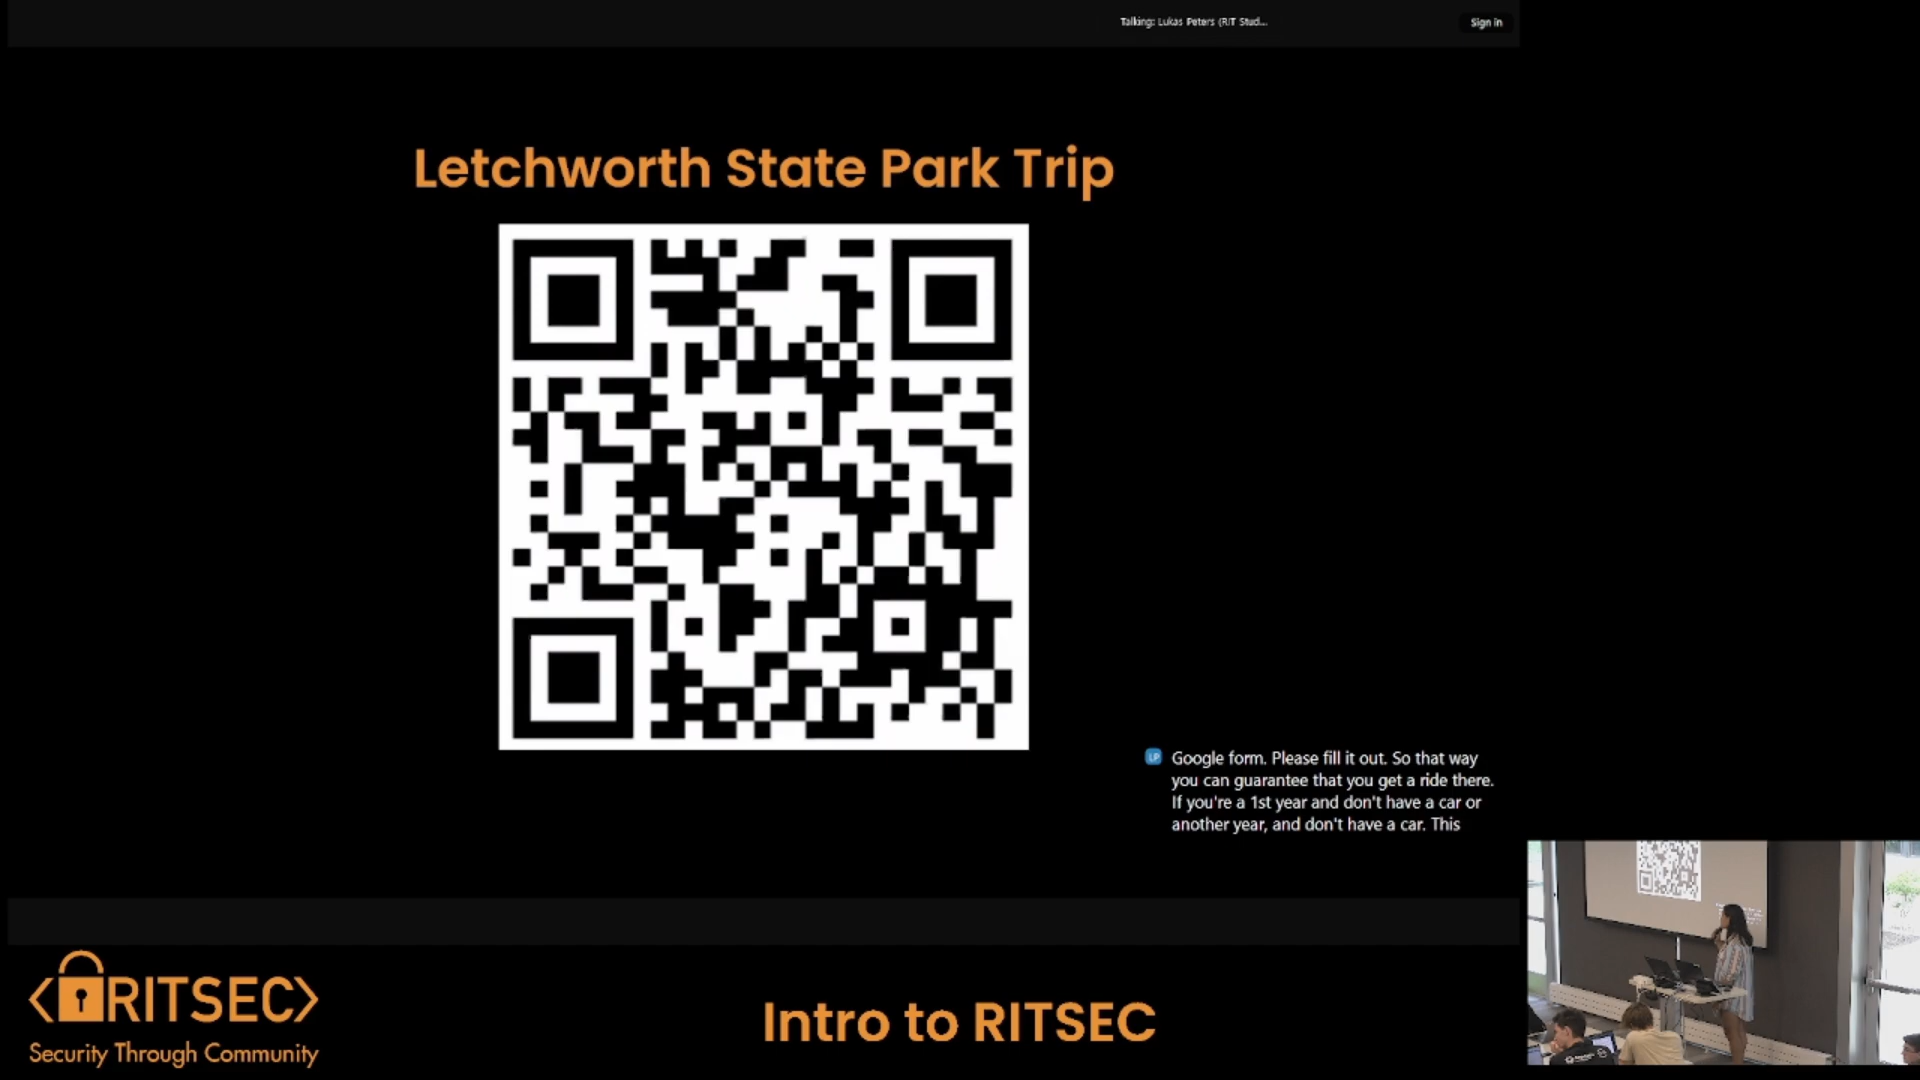 Talking: Lukas Peters (RIT Stud...
Sign in
Letchworth State Park Trip
LP
Google form. Please fill it out. So that way
you can guarantee that you get a ride there.
If you're a 1st year and don't have a car or
another year, and don't have a car. This
<RITSEC>
Security Through Community
Intro to RITSEC